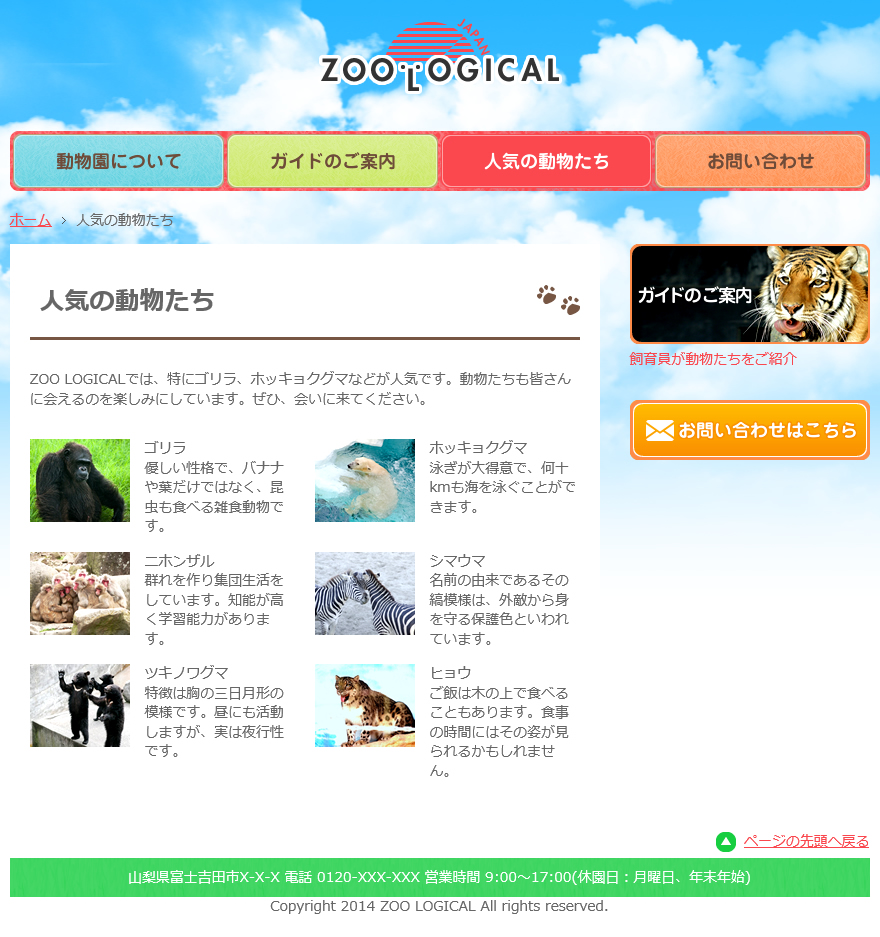 JAPAN
ZOO LOGICAL
動物園について
ガイドのご案内
人気の動物たち
お問い合わせ
ホーム > 人気の動物たち
人気の動物たち
ZOO LOGICALでは、特にゴリラ、ホッキョクグマなどが人気です。動物たちも皆さん
に会えるのを楽しみにしています。ぜひ、会いに来てください。
ゴリラ
優しい性格で、バナナ
や葉だけではなく、昆
虫も食べる雑食動物で
す。
ホッキョクグマ
泳ぎが大得意で、何十
kmも海を泳ぐことがで
きます。
ニホンザル
群れを作り集団生活を
しています。知能が高
く学習能力がありま
す。
シマウマ
名前の由来であるその
縞模様は、外敵から身
を守る保護色といわれ
ています。
ツキノワグマ
特徴は胸の三日月形の
模様です。昼にも活動
しますが、実は夜行性
です。
ヒョウ
ご飯は木の上で食べる
こともあります。食事
の時間にはその姿が見
られるかもしれませ
ん。
ガイドのご案内
飼育員が動物たちをご紹介
お問い合わせはこちら
ページの先頭へ戻る
山梨県富士吉田市X-X-X 電話 0120-XXX-XXX 営業時間 9:00～17:00(休園日：月曜日、年末年始)
Copyright 2014 ZOO LOGICAL All rights reserved.